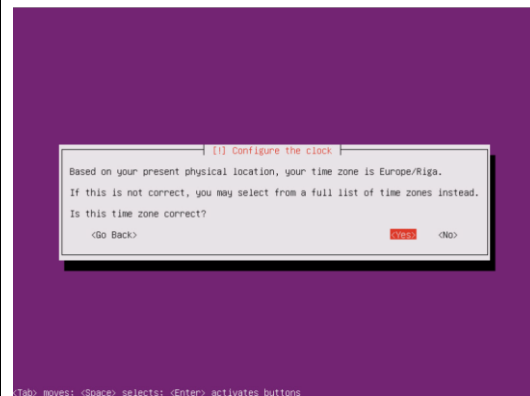 [!] Configure the clock
Based on your present physical location, your time zone is Europe/Riga.
If this is not correct, you may select from a full list of time zones instead.
Is this time zone correct?
<Go Back> <Yes> <No>
<Tab> moves; <Space> selects; <Enter> activates buttons